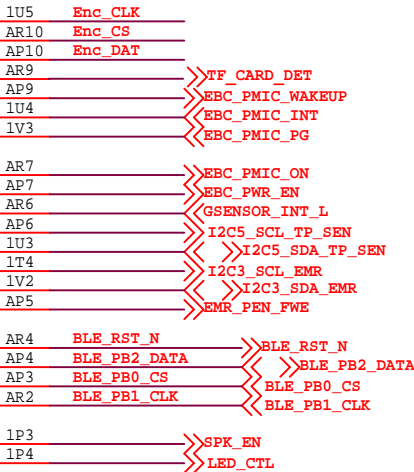 1U5 Enc_CLK
AR10 Enc_CS
AP10 Enc_DAT
AR9 TF_CARD_DET
AP9 EBC_PMIC_WAKEUP
1U4 EBC_PMIC_INT
1V3 EBC_PMIC_PG
AR7 EBC_PMIC_ON
AP7 EBC_PWR_EN
AR6 GSENSOR_INT_L
AP6 I2C5_SCL_TP_SEN
1U3 I2C5_SDA_TP_SEN
1T4 I2C3_SCL_EMR
1V2 I2C3_SDA_EMR
AP5 EMR_PEN_FWE
AR4 BLE_RST_N BLE_RST_N
AP4 BLE_PB2_DATA BLE_PB2_DATA
AP3 BLE_PB0_CS BLE_PB0_CS
AR2 BLE_PB1_CLK BLE_PB1_CLK
1P3 SPK_EN
1P4 LED_CTL